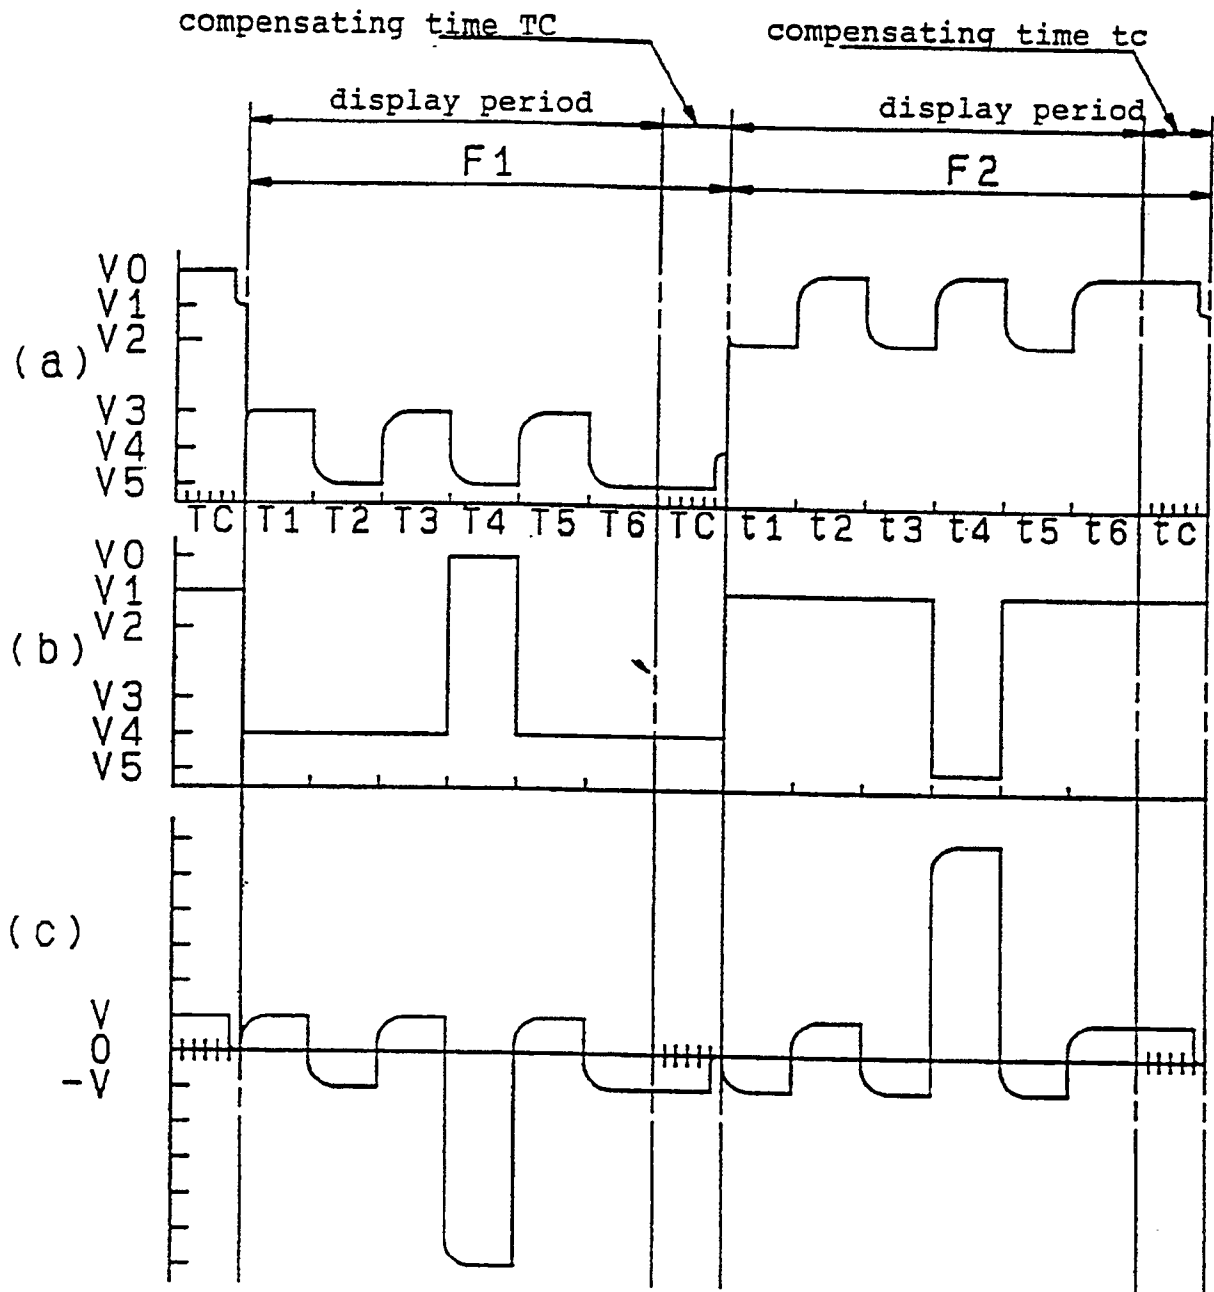 compensating time TC
compensating time tc
display period
display period
F1
F2
(a)
V0
V1
V2
V3
V4
V5
TC T1 T2 T3 T4 T5 T6 TC t1 t2 t3 t4 t5 t6 tC
(b)
V0
V1
V2
V3
V4
V5
(c)
V
0
-V